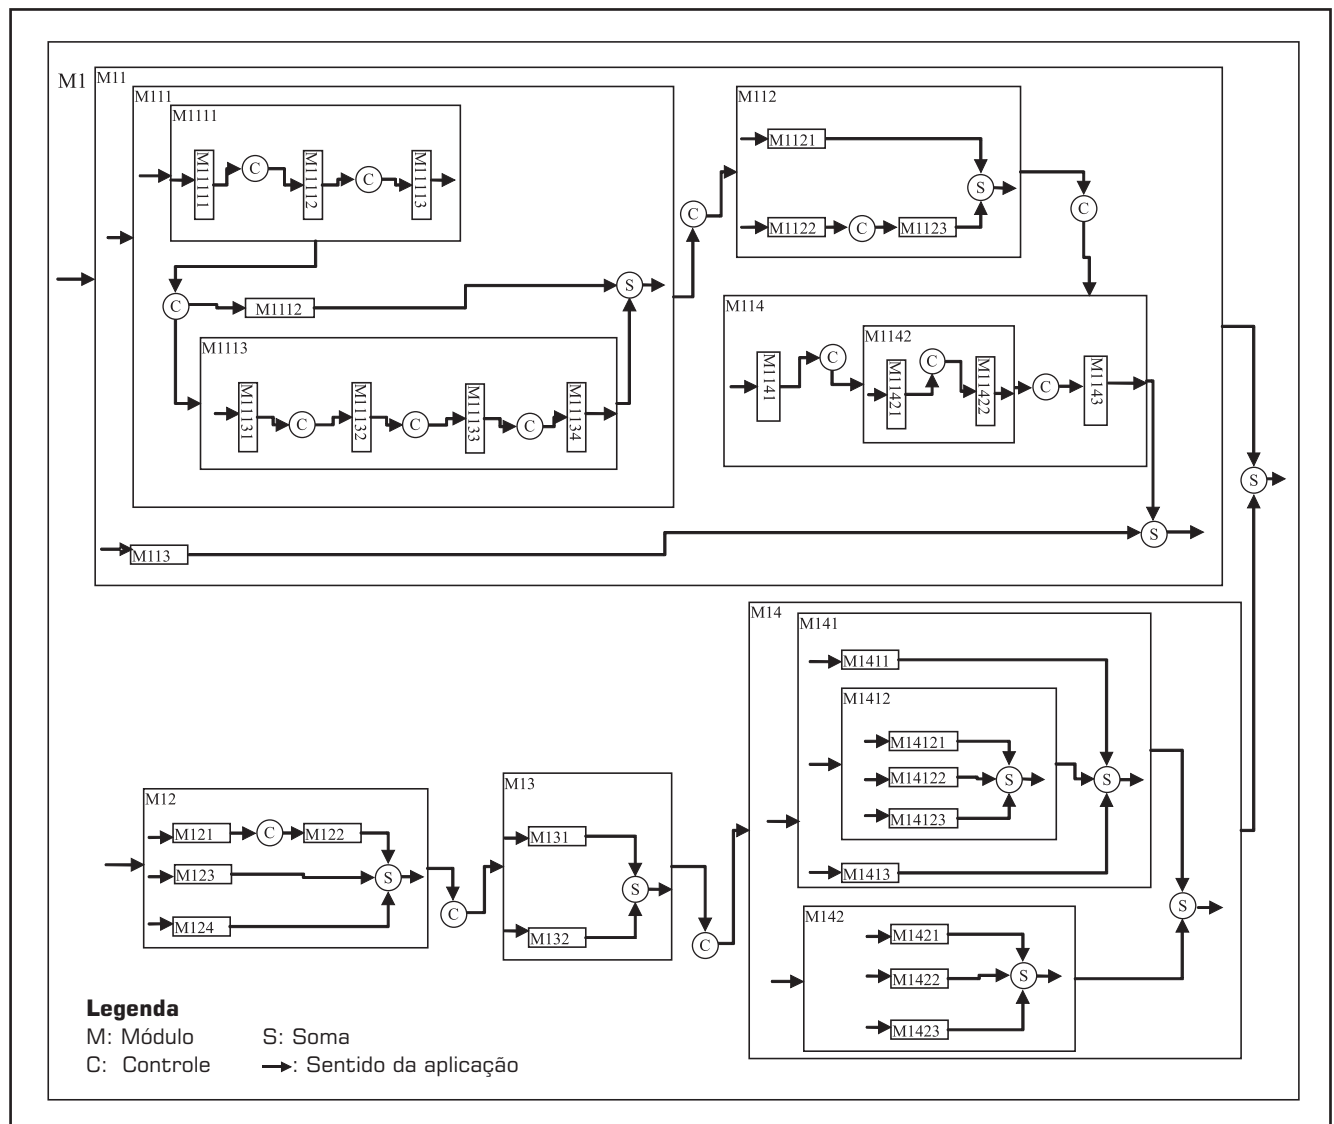 M1
M11
M111
M1111
M11111
C
M11112
C
M11113
C
M1112
S
M1113
M11131
C
M11132
C
M11133
C
M11134
C
M112
M1121
S
M1122
C
M1123
C
M114
M1141
C
M1142
M11421
C
M11422
C
M1143
M113
S
S
M12
M121
C
M122
M123
S
M124
C
M13
M131
S
M132
C
M14
M141
M1411
M1412
M14121
M14122
S
M14123
S
M1413
M142
M1421
M1422
S
M1423
S
Legenda
M: Módulo
S: Soma
C: Controle
: Sentido da aplicação